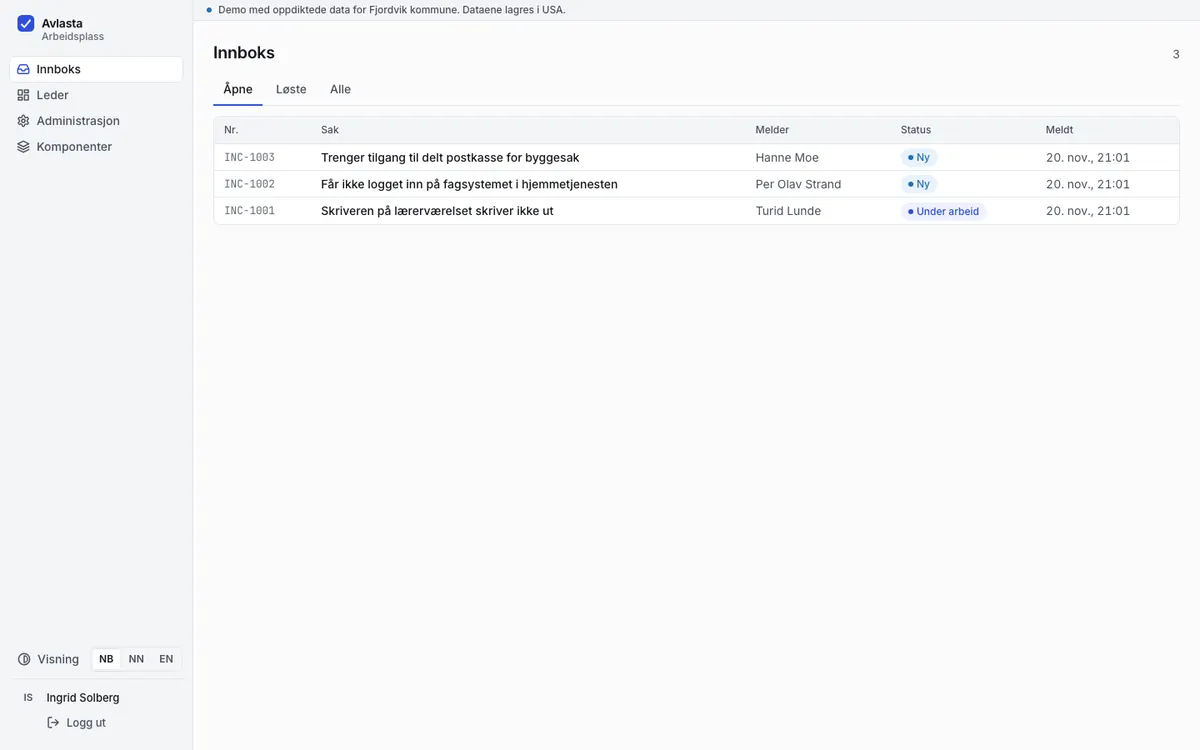 Avlasta
Arbeidsplass
Innboks
Leder
Administrasjon
Komponenter
Visning NB NN EN
IS Ingrid Solberg
Logg ut
Demo med oppdiktede data for Fjordvik kommune. Dataene lagres i USA.
Innboks 3
Åpne Løste Alle
Nr. Sak Melder Status Meldt
INC-1003 Trenger tilgang til delt postkasse for byggesak Hanne Moe Ny 20. nov., 21:01
INC-1002 Får ikke logget inn på fagsystemet i hjemmetjenesten Per Olav Strand Ny 20. nov., 21:01
INC-1001 Skriveren på lærerværelset skriver ikke ut Turid Lunde Under arbeid 20. nov., 21:01